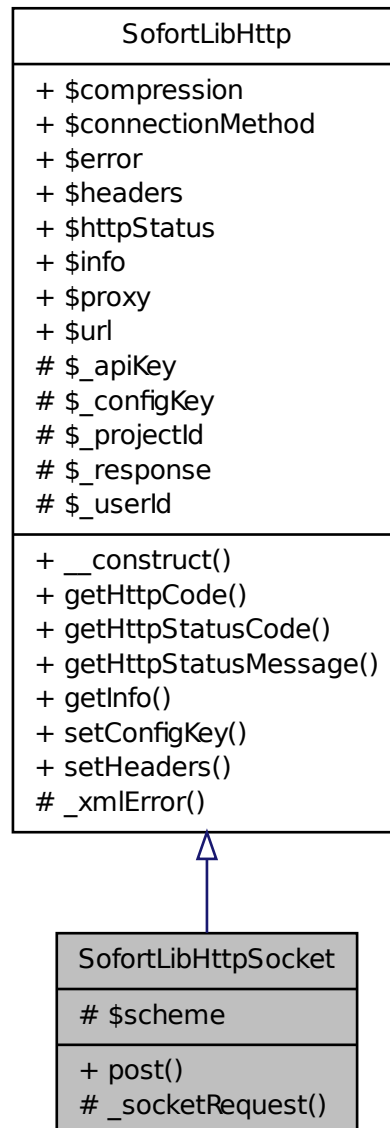 SofortLibHttp
+ $compression
+ $connectionMethod
+ $error
+ $headers
+ $httpStatus
+ $info
+ $proxy
+ $url
# $_apiKey
# $_configKey
# $_projectId
# $_response
# $_userId
+ __construct()
+ getHttpCode()
+ getHttpStatusCode()
+ getHttpStatusMessage()
+ getInfo()
+ setConfigKey()
+ setHeaders()
# _xmlError()
SofortLibHttpSocket
# $scheme
+ post()
# _socketRequest()